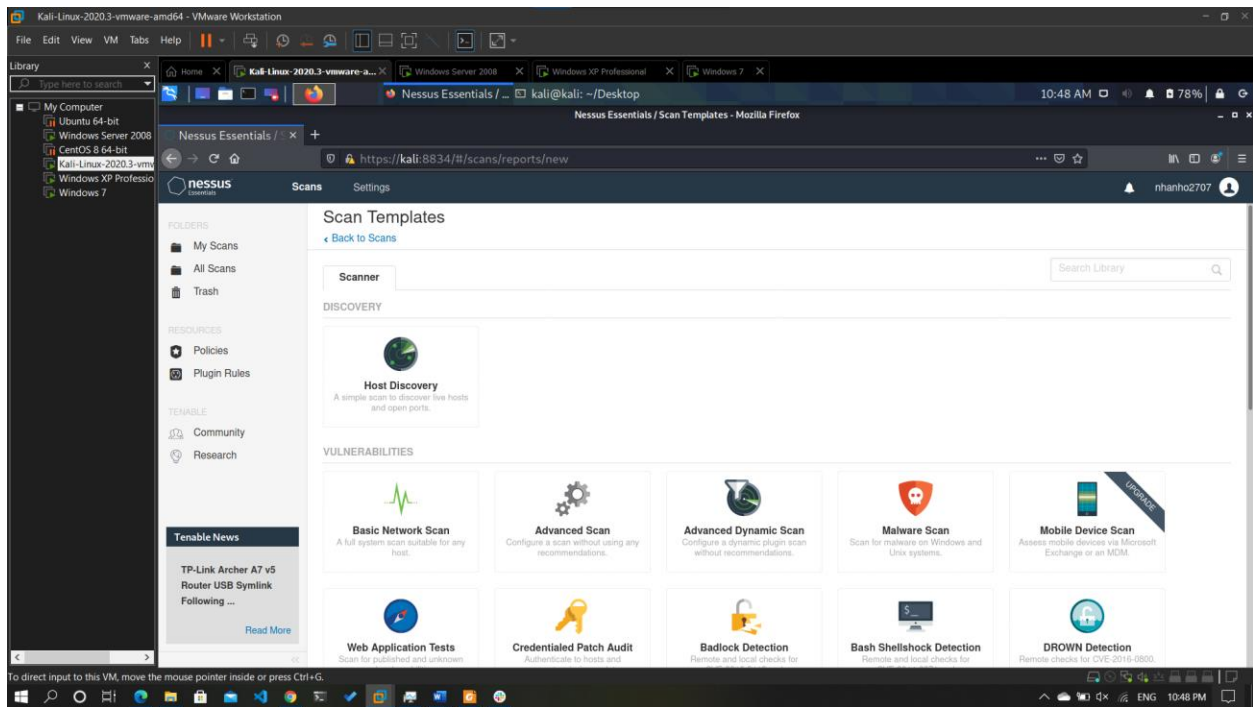 Kali-Linux-2020.3-vmware-amd64 - VMware Workstation
File Edit View VM Tabs Help
Library
Type here to search
My Computer
Ubuntu 64-bit
Windows Server 2008
CentOS 8 64-bit
Kali-Linux-2020.3-vmw
Windows XP Professio
Windows 7
Home
Kali-Linux-2020.3-vmware-a...
Windows Server 2008
Windows XP Professional
Windows 7
Nessus Essentials / ...
kali@kali: ~/Desktop
10:48 AM
78%
Nessus Essentials / Scan Templates - Mozilla Firefox
Nessus Essentials / S
https://kali:8834/#/scans/reports/new
nessus
Essentials
Scans
Settings
nhanho2707
FOLDERS
My Scans
All Scans
Trash
RESOURCES
Policies
Plugin Rules
TENABLE
Community
Research
Tenable News
TP-Link Archer A7 v5
Router USB Symlink
Following ...
Read More
Scan Templates
Back to Scans
Scanner
Search Library
DISCOVERY
Host Discovery
A simple scan to discover live hosts
and open ports.
VULNERABILITIES
Basic Network Scan
A full system scan suitable for any
host.
Advanced Scan
Configure a scan without using any
recommendations.
Advanced Dynamic Scan
Configure a dynamic plugin scan
without recommendations.
Malware Scan
Scan for malware on Windows and
Unix systems.
UPGRADE
Mobile Device Scan
Assess mobile devices via Microsoft
Exchange or an MDM.
Web Application Tests
Scan for published and unknown
Credentialed Patch Audit
Authenticate to hosts and
Badlock Detection
Remote and local checks for
Bash Shellshock Detection
Remote and local checks for
DROWN Detection
Remote checks for CVE-2016-0800.
To direct input to this VM, move the mouse pointer inside or press Ctrl+G.
ENG
10:48 PM